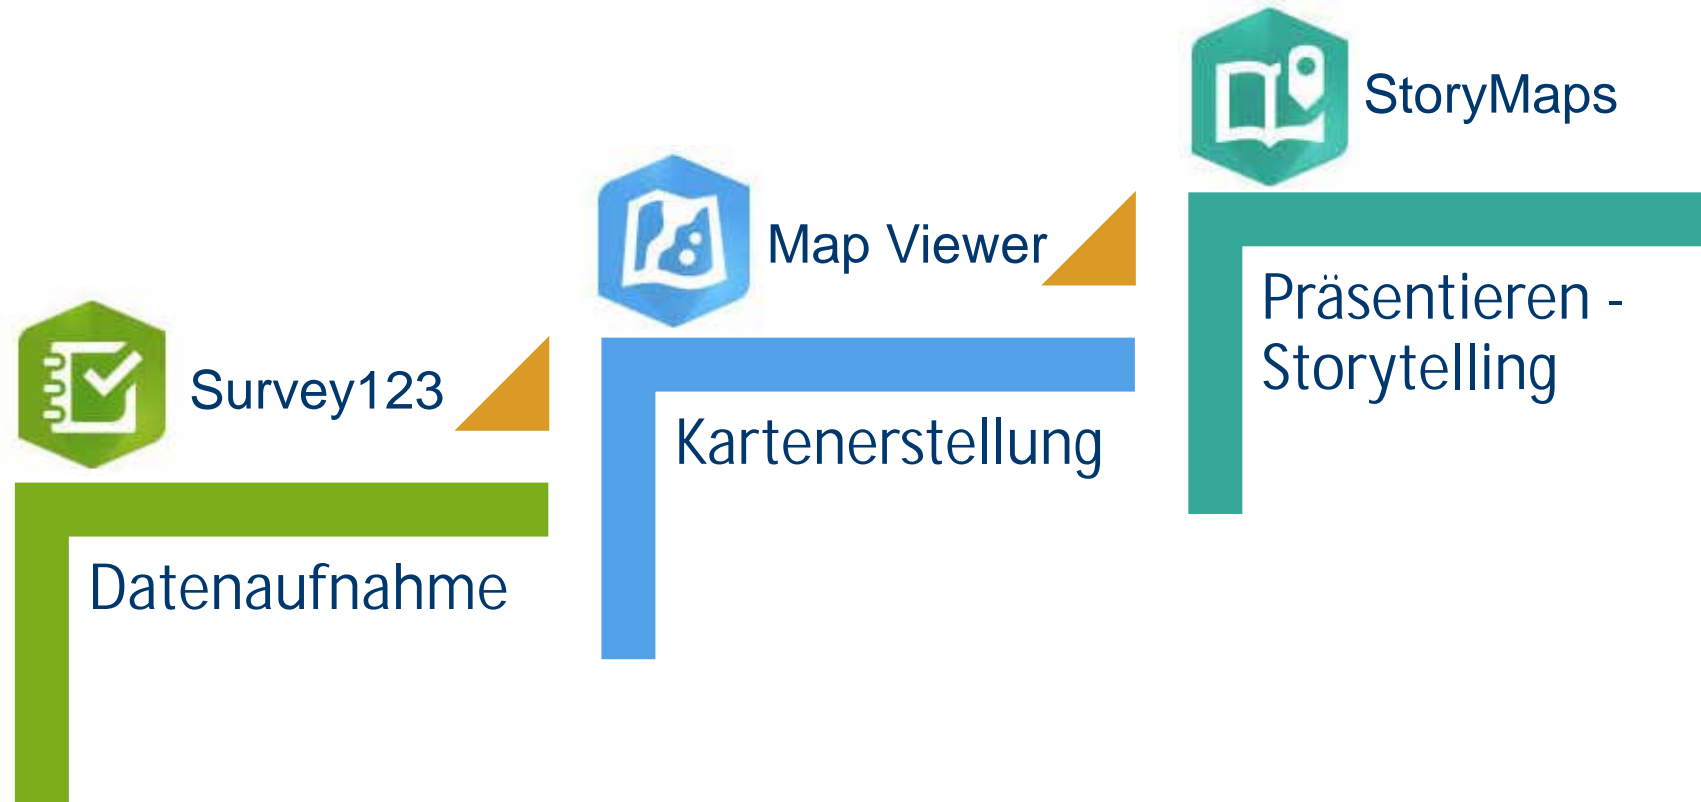 Survey123
Datenaufnahme
Map Viewer
Kartenerstellung
StoryMaps
Präsentieren -
Storytelling